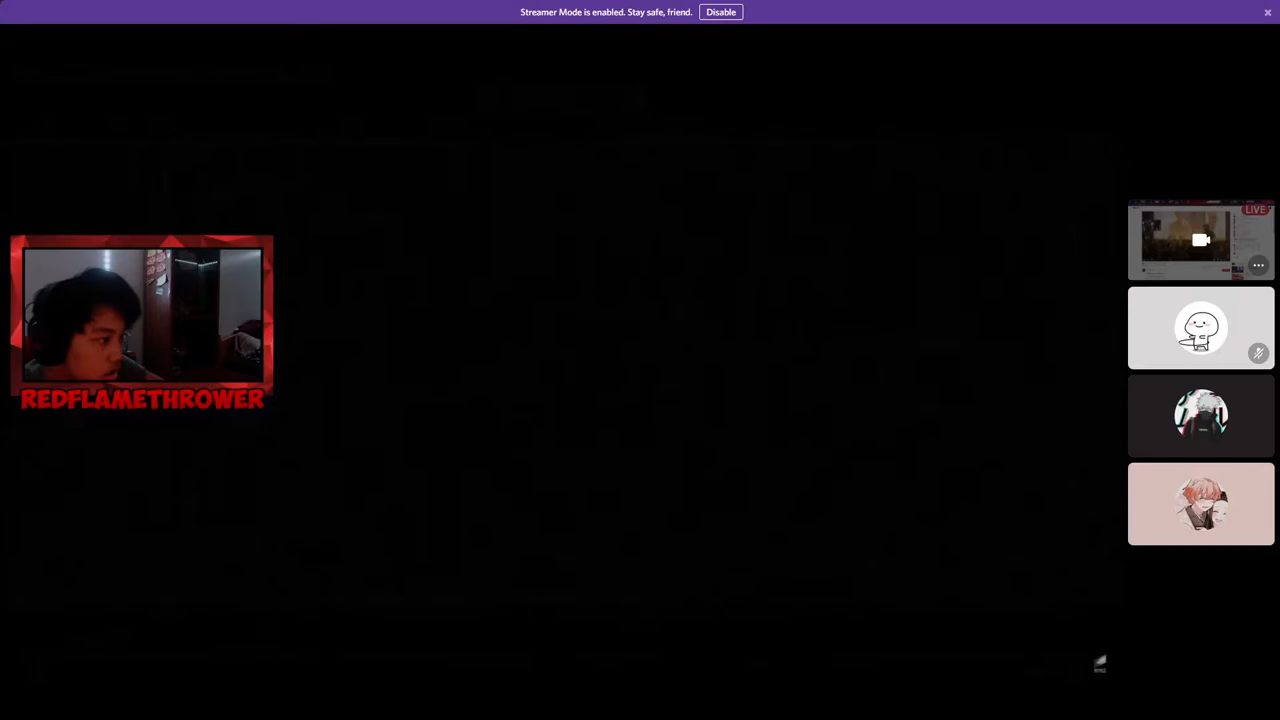 Streamer Mode is enabled. Stay safe, friend. Disable
LIVE
REDFLAMETHROWER